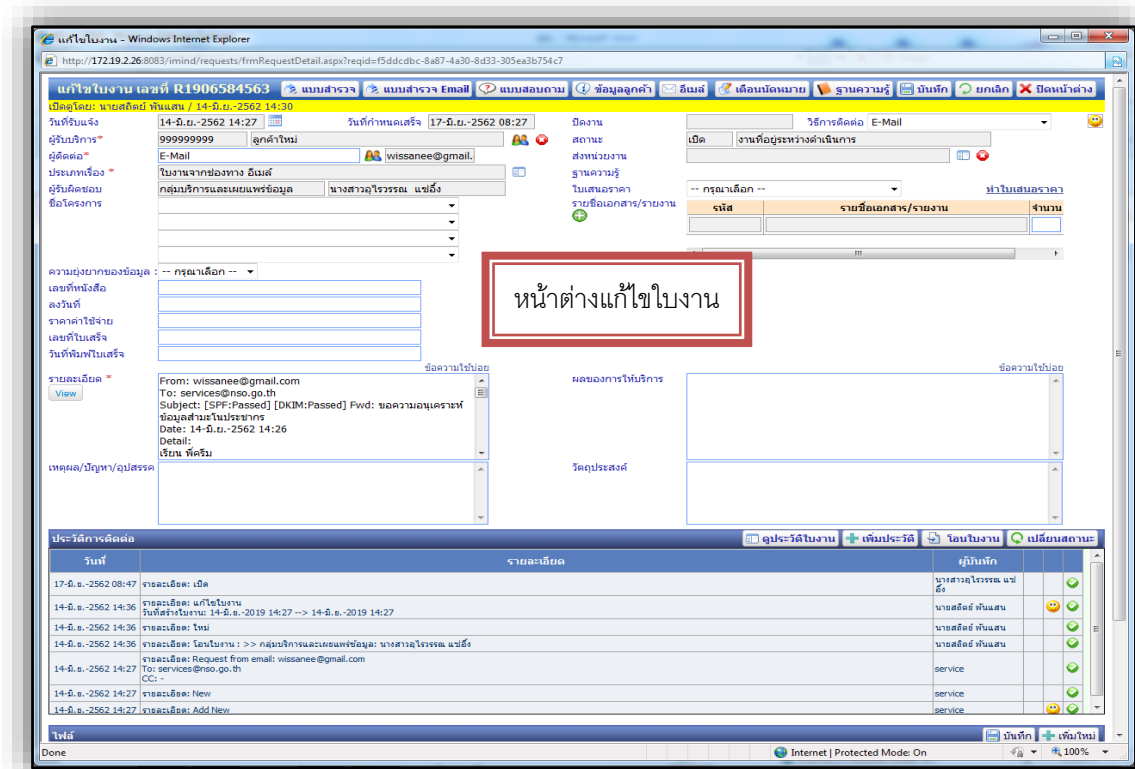 แก้ไขใบงาน - Windows Internet Explorer
http://172.19.2.26:8083/imind/requests/frmRequestDetail.aspx?reqid=f5ddcdbc-8a87-4a30-8d33-305ea3b754c7
แก้ไขใบงาน เลขที่ R1906584563 แบบสำรวจ แบบสำรวจ Email แบบสอบถาม ข้อมูลลูกค้า อีเมล์ เตือนนัดหมาย ฐานความรู้ บันทึก ยกเลิก ปิดหน้าต่าง
เปิดดูโดย: นายสถิตย์ พันแสน / 14-มิ.ย.-2562 14:30
วันที่รับแจ้ง 14-มิ.ย.-2562 14:27 วันที่กำหนดเสร็จ 17-มิ.ย.-2562 08:27 ปิดงาน วิธีการติดต่อ E-Mail
ผู้รับบริการ* 999999999 ลูกค้าใหม่ สถานะ เปิด งานที่อยู่ระหว่างดำเนินการ
ผู้ติดต่อ* E-Mail wissanee@gmail. ส่งหน่วยงาน
ประเภทเรื่อง * ใบงานจากช่องทาง อีเมล์ ฐานความรู้
ผู้รับผิดชอบ กลุ่มบริการและเผยแพร่ข้อมูล นางสาวอุไรวรรณ แซ่อึ้ง ใบเสนอราคา -- กรุณาเลือก -- ทำใบเสนอราคา
ชื่อโครงการ รายชื่อเอกสาร/รายงาน รหัส รายชื่อเอกสาร/รายงาน จำนวน
ความยุ่งยากของข้อมูล : -- กรุณาเลือก --
เลขที่หนังสือ
ลงวันที่
ราคาค่าใช้จ่าย
เลขที่ใบเสร็จ
วันที่พิมพ์ใบเสร็จ
หน้าต่างแก้ไขใบงาน
ข้อความใช้บ่อย ข้อความใช้บ่อย
รายละเอียด * From: wissanee@gmail.com ผลของการให้บริการ
View To: services@nso.go.th
Subject: [SPF:Passed] [DKIM:Passed] Fwd: ขอความอนุเคราะห์
ข้อมูลสำมะโนประชากร
Date: 14-มิ.ย.-2562 14:26
Detail:
เรียน พี่ครีม
เหตุผล/ปัญหา/อุปสรรค วัตถุประสงค์
ประวัติการติดต่อ ดูประวัติใบงาน เพิ่มประวัติ โอนใบงาน เปลี่ยนสถานะ
วันที่ รายละเอียด ผู้บันทึก
17-มิ.ย.-2562 08:47 รายละเอียด: เปิด นางสาวอุไรวรรณ แซ่
อึ้ง
14-มิ.ย.-2562 14:36 รายละเอียด: แก้ไขใบงาน นายสถิตย์ พันแสน
วันที่สร้างใบงาน: 14-มิ.ย.-2019 14:27 --> 14-มิ.ย.-2019 14:27
14-มิ.ย.-2562 14:36 รายละเอียด: ใหม่ นายสถิตย์ พันแสน
14-มิ.ย.-2562 14:36 รายละเอียด: โอนใบงาน : >> กลุ่มบริการและเผยแพร่ข้อมูล: นางสาวอุไรวรรณ แซ่อึ้ง นายสถิตย์ พันแสน
14-มิ.ย.-2562 14:27 รายละเอียด: Request from email: wissanee@gmail.com service
To: services@nso.go.th
CC: -
14-มิ.ย.-2562 14:27 รายละเอียด: New service
14-มิ.ย.-2562 14:27 รายละเอียด: Add New service
ไฟล์ บันทึก เพิ่มใหม่
Done Internet | Protected Mode: On 100%